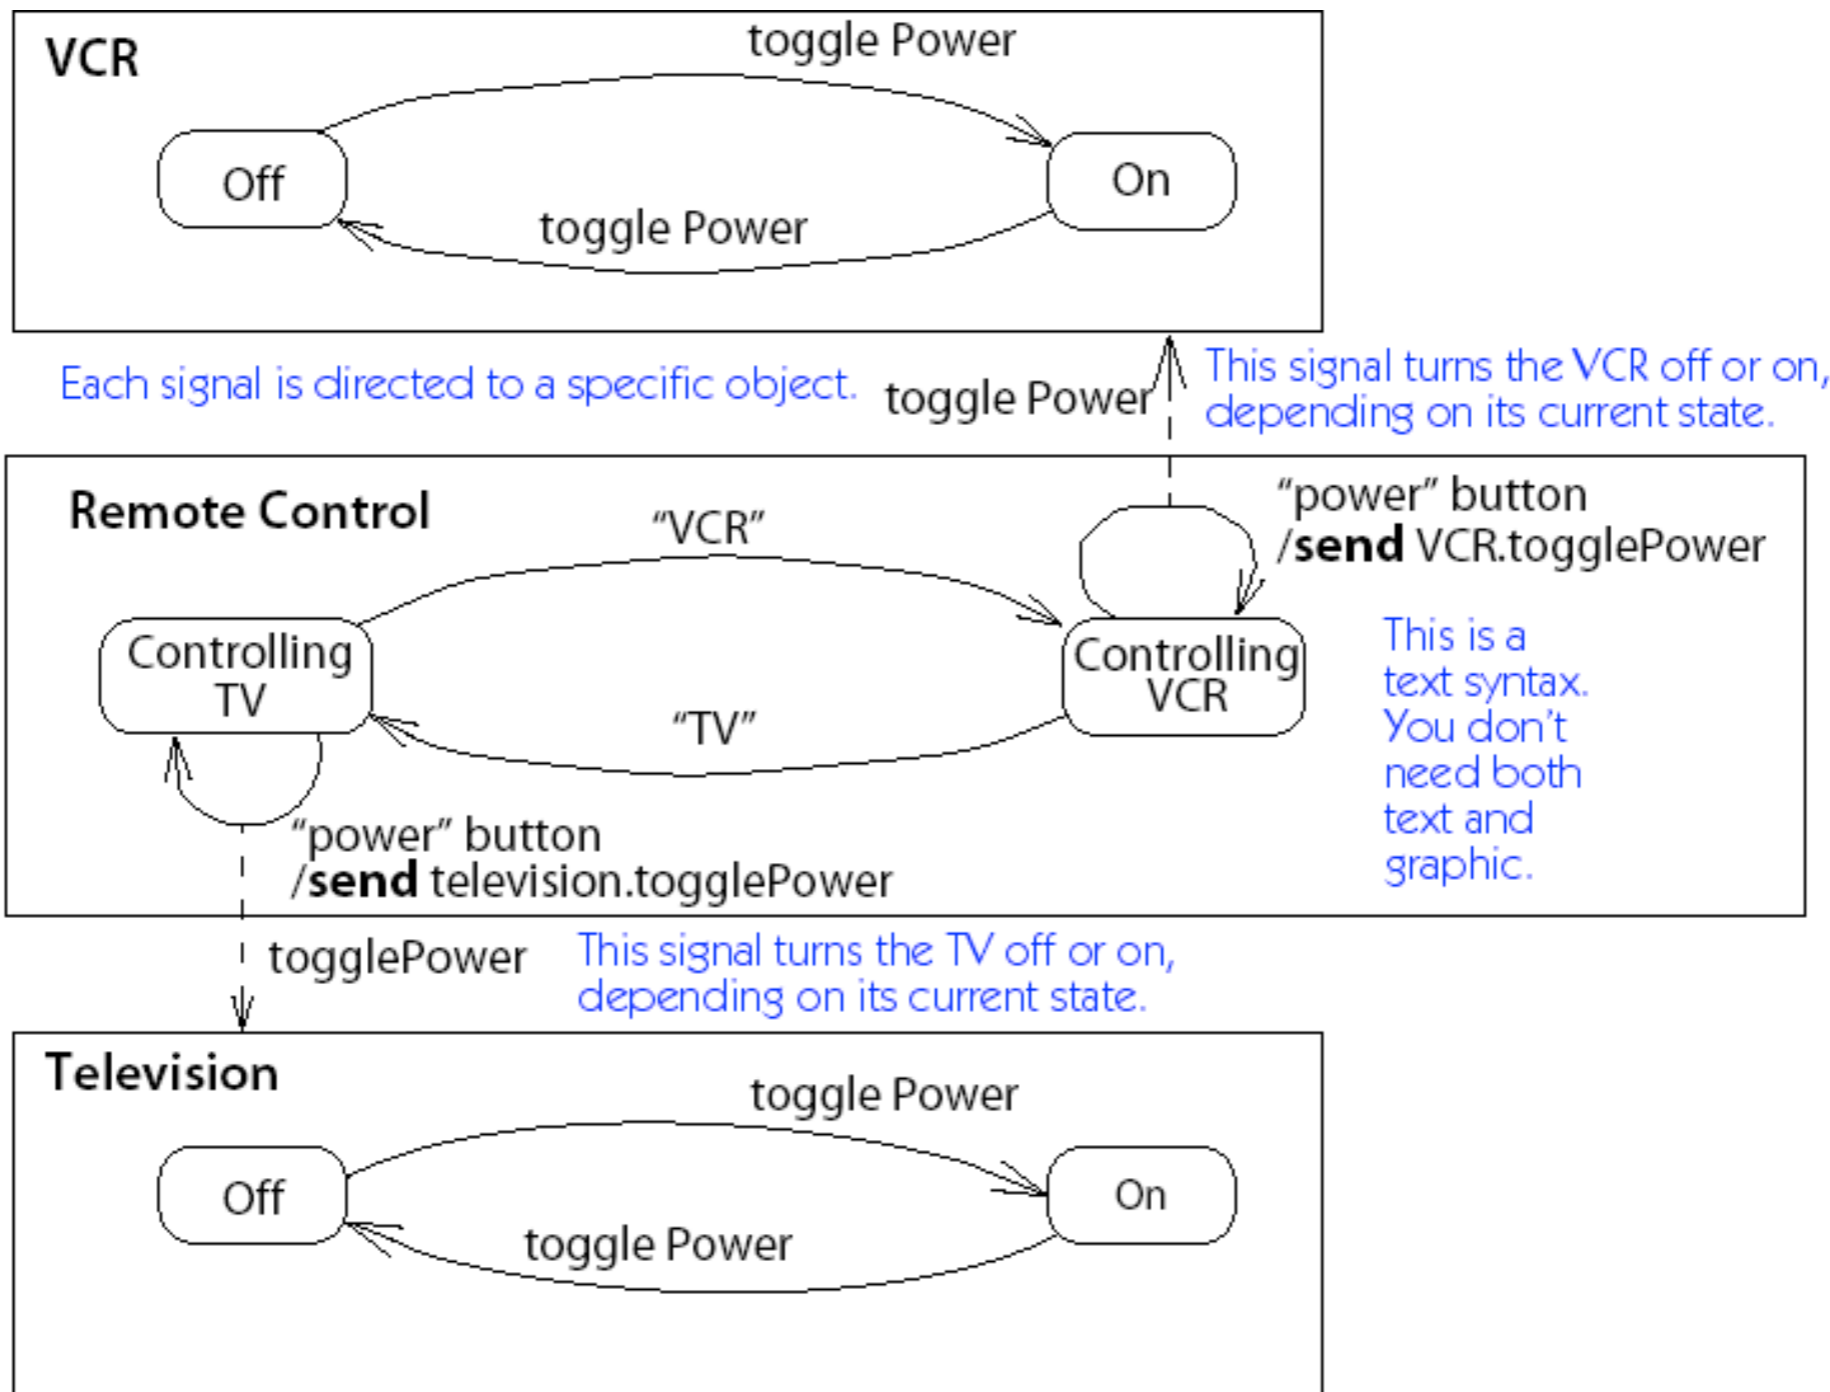 VCR
toggle Power
Off
On
toggle Power
Each signal is directed to a specific object.
toggle Power
This signal turns the VCR off or on,
depending on its current state.
Remote Control
“VCR”
“power” button
/send VCR.togglePower
Controlling
TV
Controlling
VCR
“TV”
This is a
text syntax.
You don’t
need both
text and
graphic.
“power” button
/send television.togglePower
togglePower
This signal turns the TV off or on,
depending on its current state.
Television
toggle Power
Off
On
toggle Power